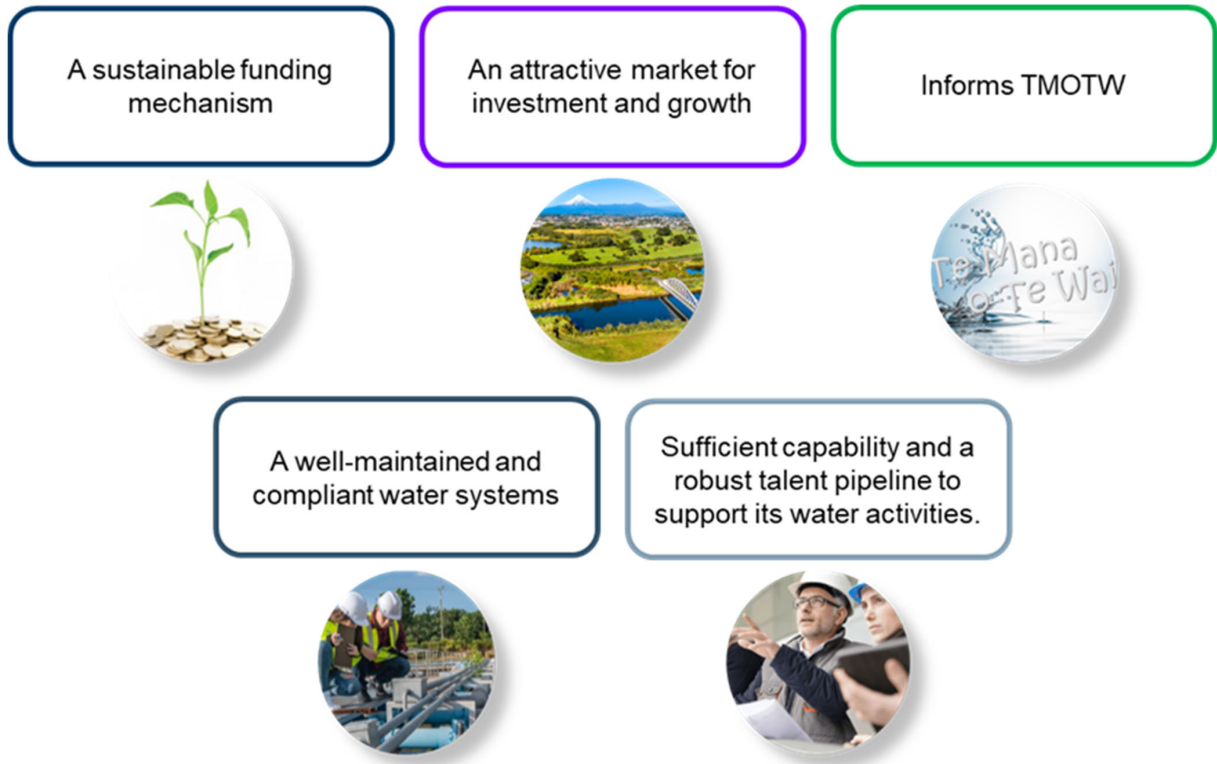 A sustainable funding
mechanism
An attractive market for
investment and growth
Informs TMOTW
Te Mana
o Te Wai
A well-maintained and
compliant water systems
Sufficient capability and a
robust talent pipeline to
support its water activities.